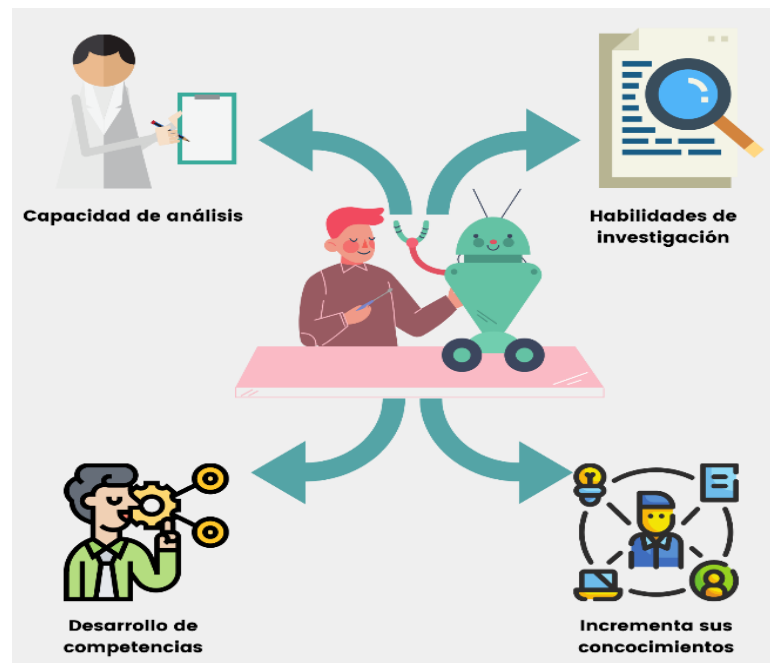 Capacidad de análisis
Habilidades de
investigación
Desarrollo de
competencias
Incrementa sus
concocimientos